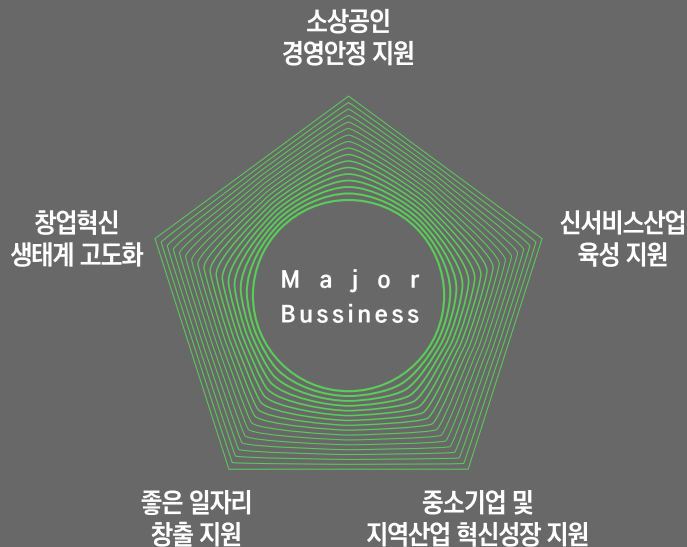 소상공인
경영안정 지원
창업혁신
생태계 고도화
신서비스산업
육성 지원
Major
Bussiness
좋은 일자리
창출 지원
중소기업 및
지역산업 혁신성장 지원